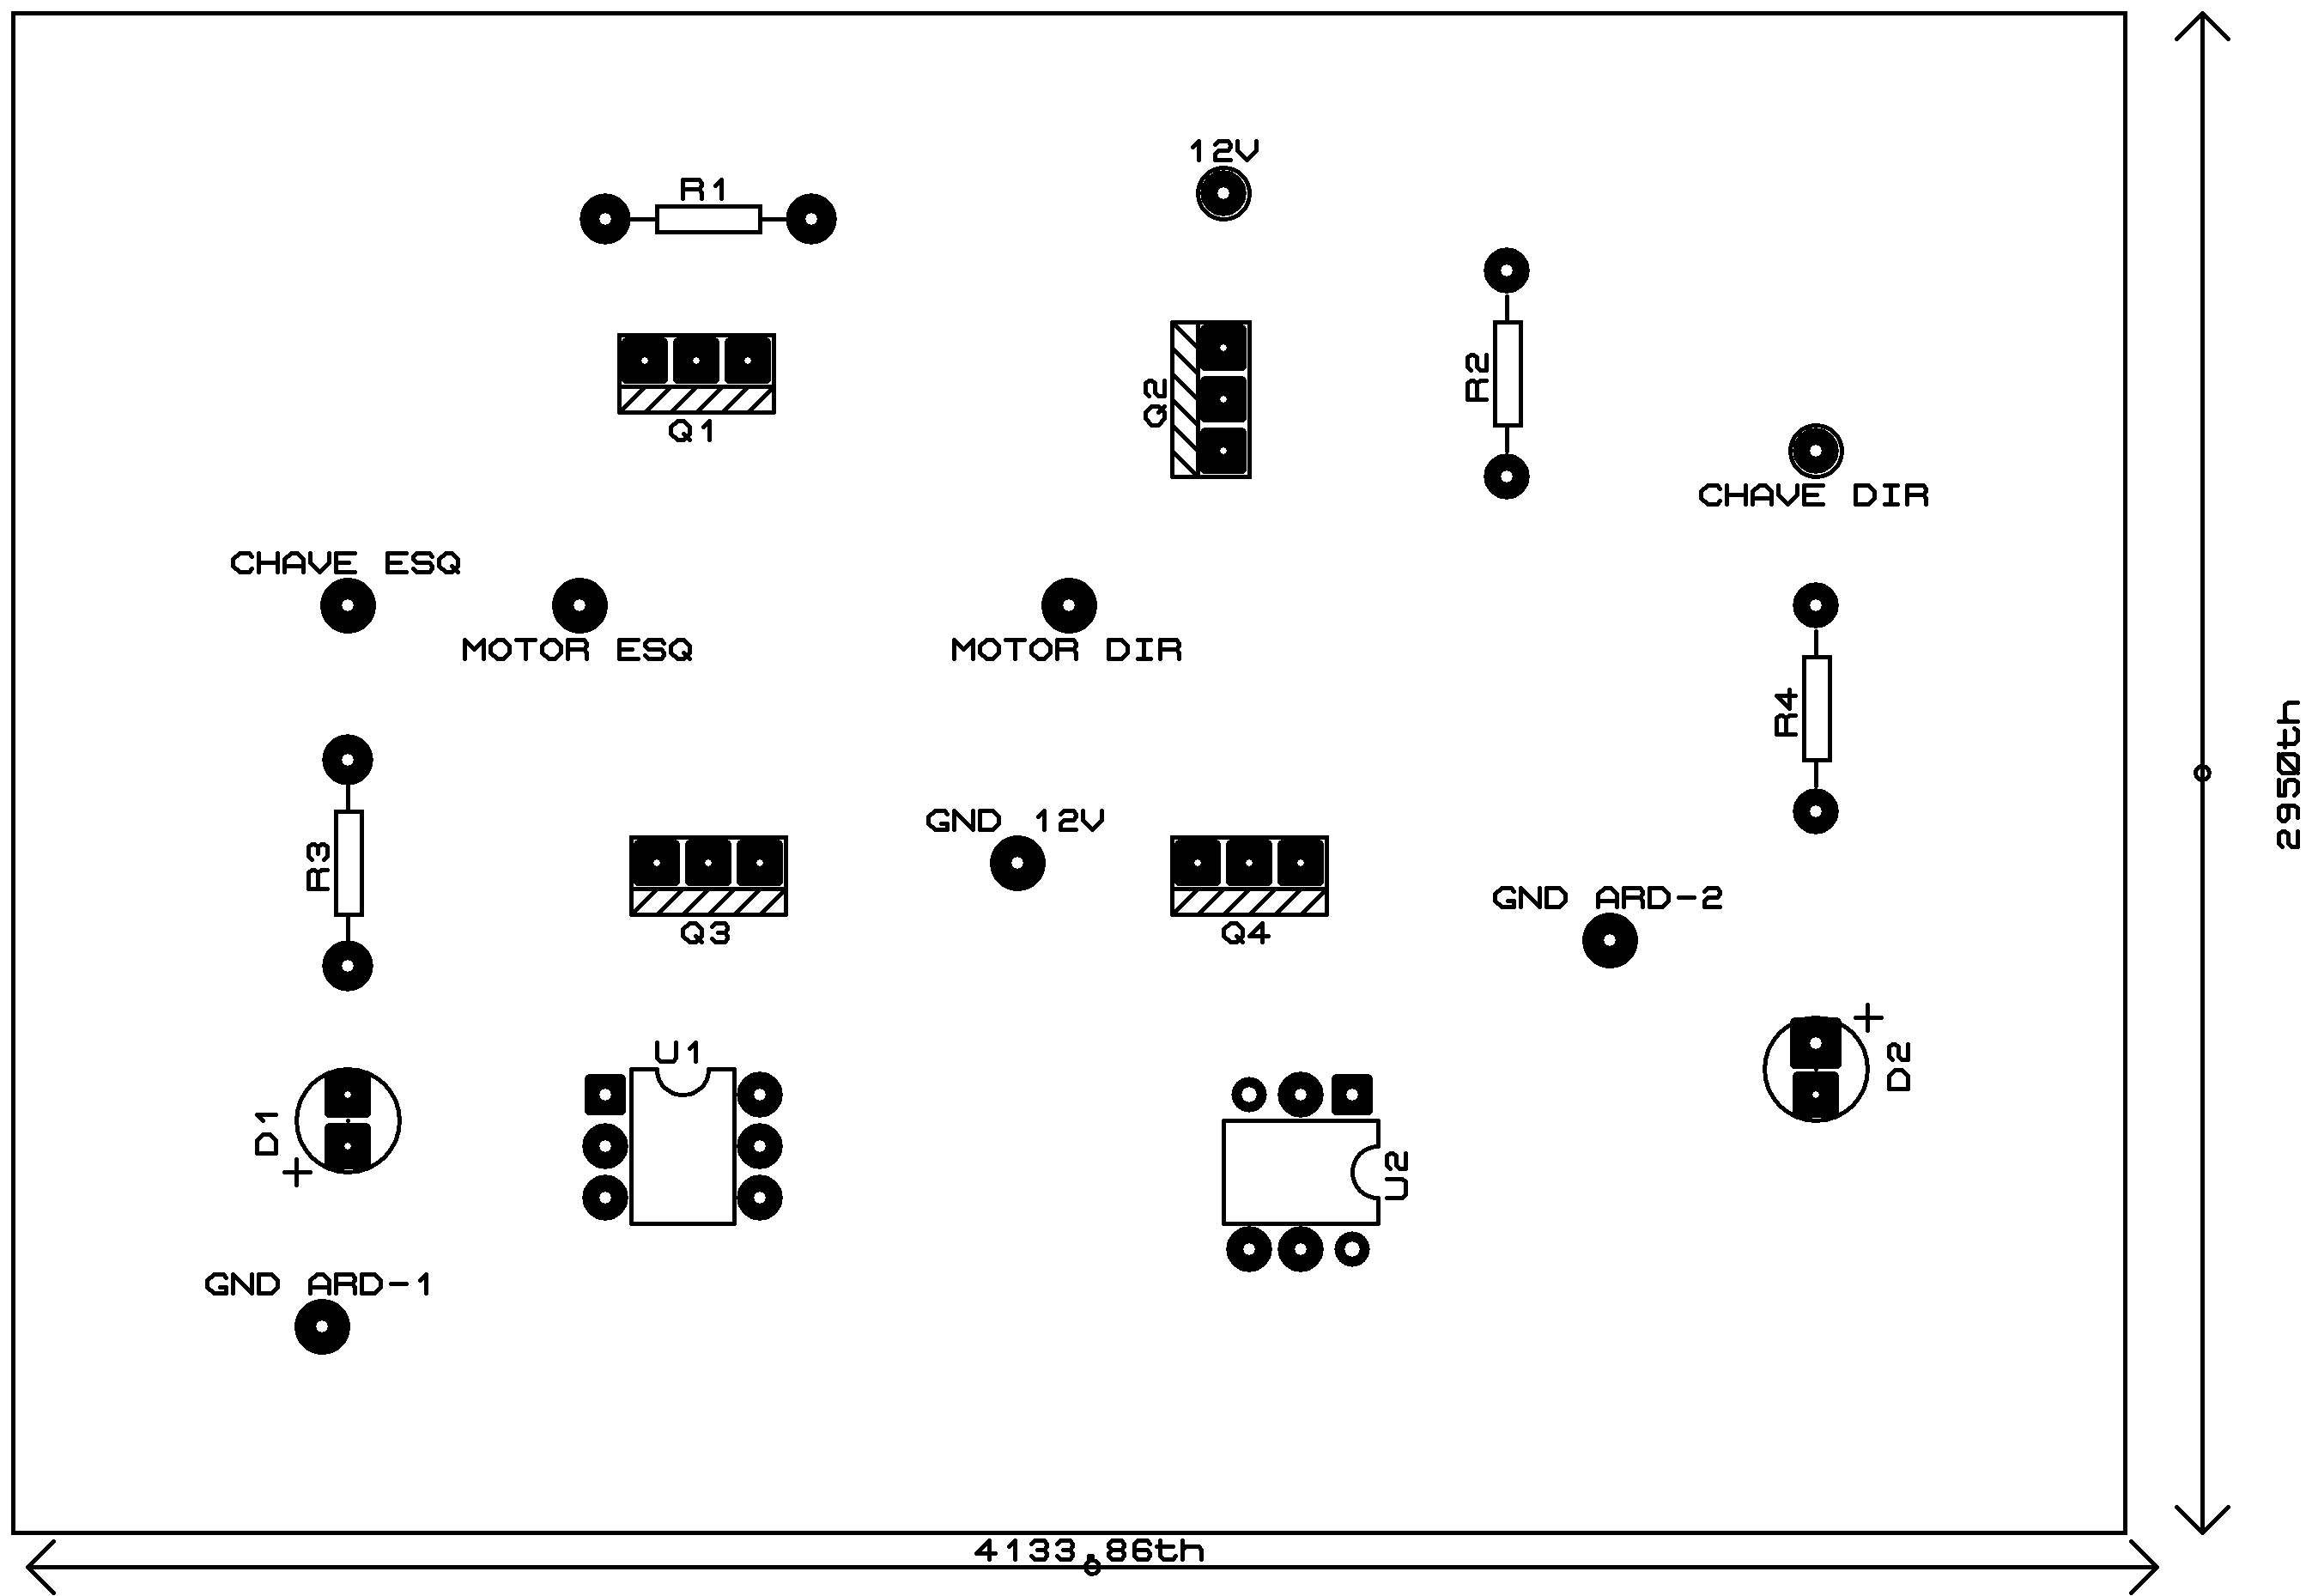 12V
R1
R2
Q2
Q1
CHAVE DIR
CHAVE ESQ
MOTOR ESQ
MOTOR DIR
R4
2950th
GND 12V
R3
GND ARD-2
Q3
Q4
U1
D2
D1
+
+
U2
GND ARD-1
4133.86th